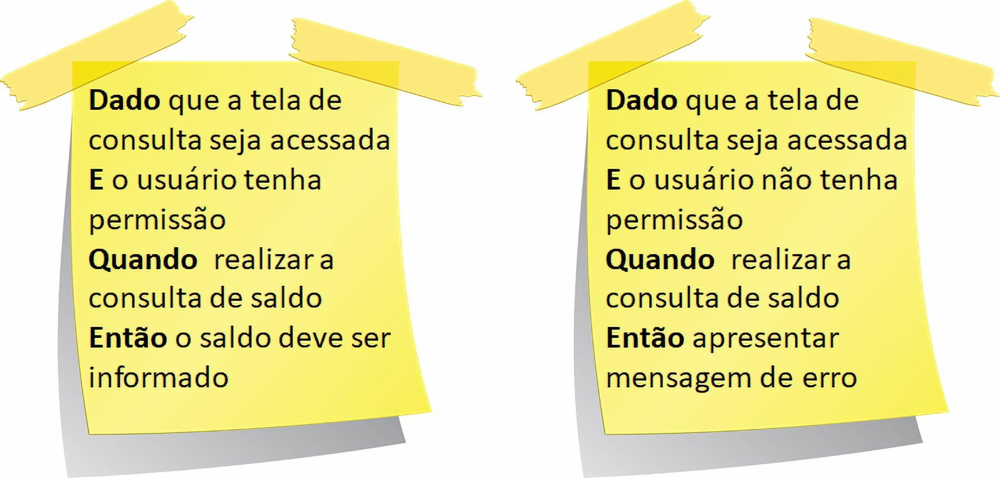 Dado que a tela de
consulta seja acessada
E o usuário tenha
permissão
Quando realizar a
consulta de saldo
Então o saldo deve ser
informado
Dado que a tela de
consulta seja acessada
E o usuário não tenha
permissão
Quando realizar a
consulta de saldo
Então apresentar
mensagem de erro